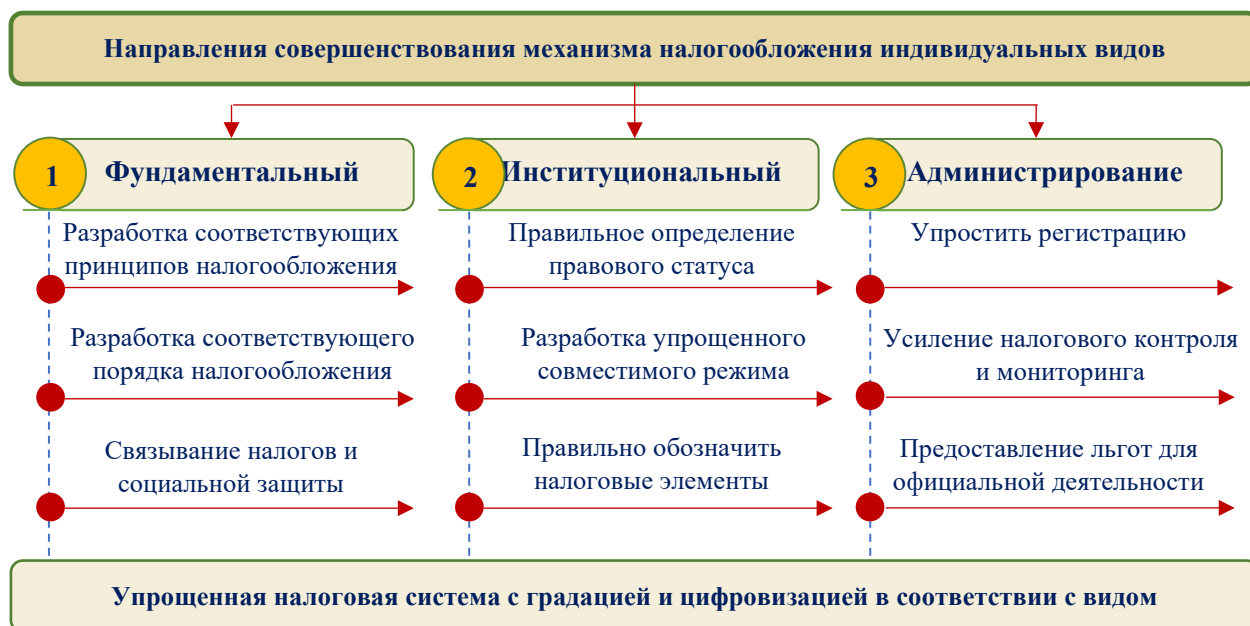 Направления совершенствования механизма налогообложения индивидуальных видов
1
Фундаментальный
Разработка соответствующих
принципов налогообложения
Разработка соответствующего
порядка налогообложения
Связывание налогов и
социальной защиты
2
Институциональный
Правильное определение
правового статуса
Разработка упрощенного
совместимого режима
Правильно обозначить
налоговые элементы
3
Администрирование
Упростить регистрацию
Усиление налогового контроля
и мониторинга
Предоставление льгот для
официальной деятельности
Упрощенная налоговая система с градацией и цифровизацией в соответствии с видом